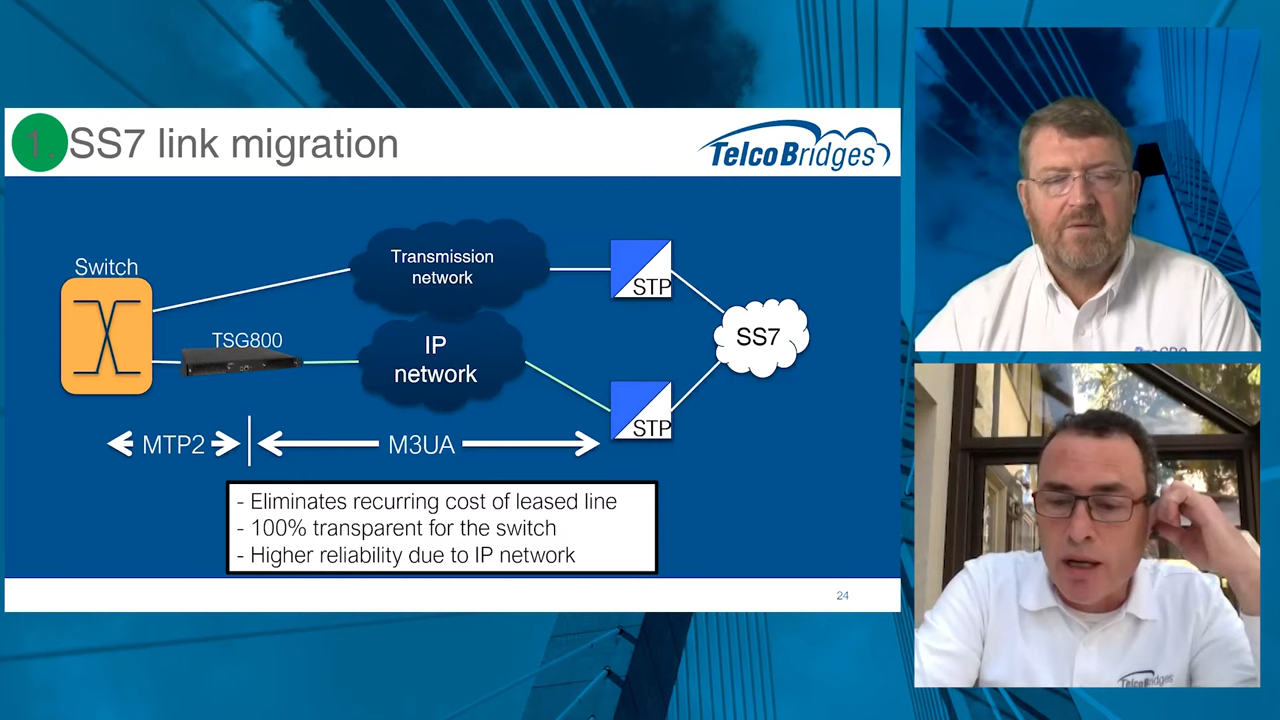 1. SS7 link migration
TelcoBridges
Switch
Transmission
network
STP
TSG800
IP
network
SS7
STP
MTP2
M3UA
- Eliminates recurring cost of leased line
- 100% transparent for the switch
- Higher reliability due to IP network
24
TelcoBridges